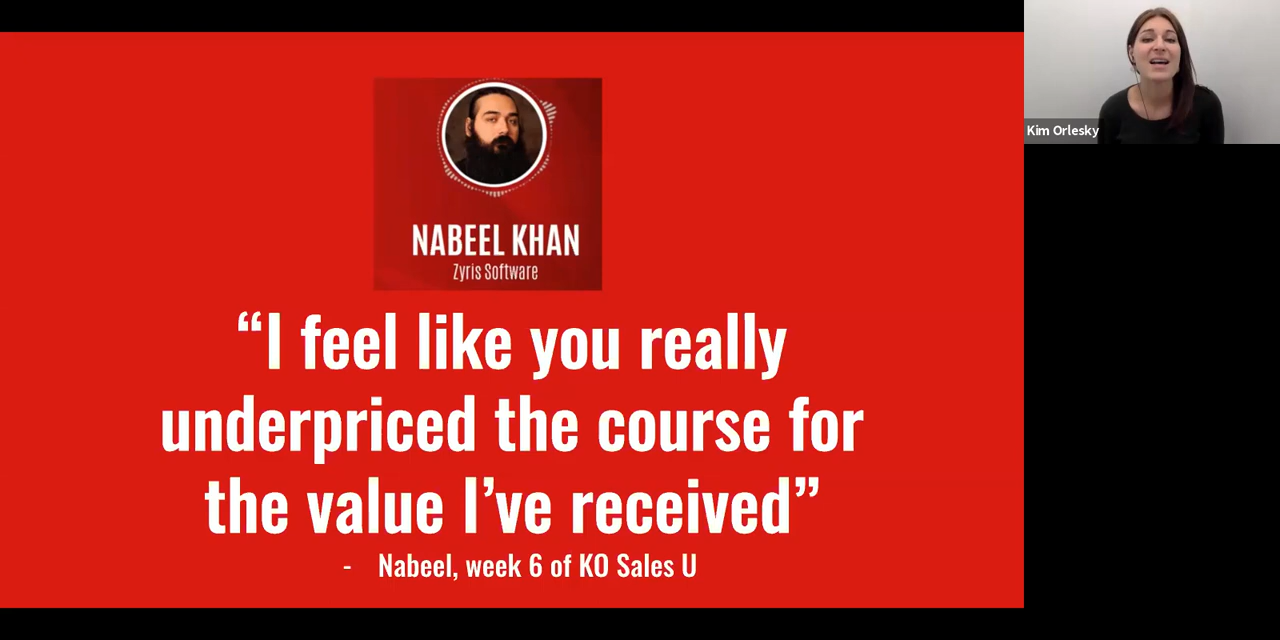 NABEEL KHAN
Zyris Software
“I feel like you really
underpriced the course for
the value I’ve received”
- Nabeel, week 6 of KO Sales U
Kim Orlesky